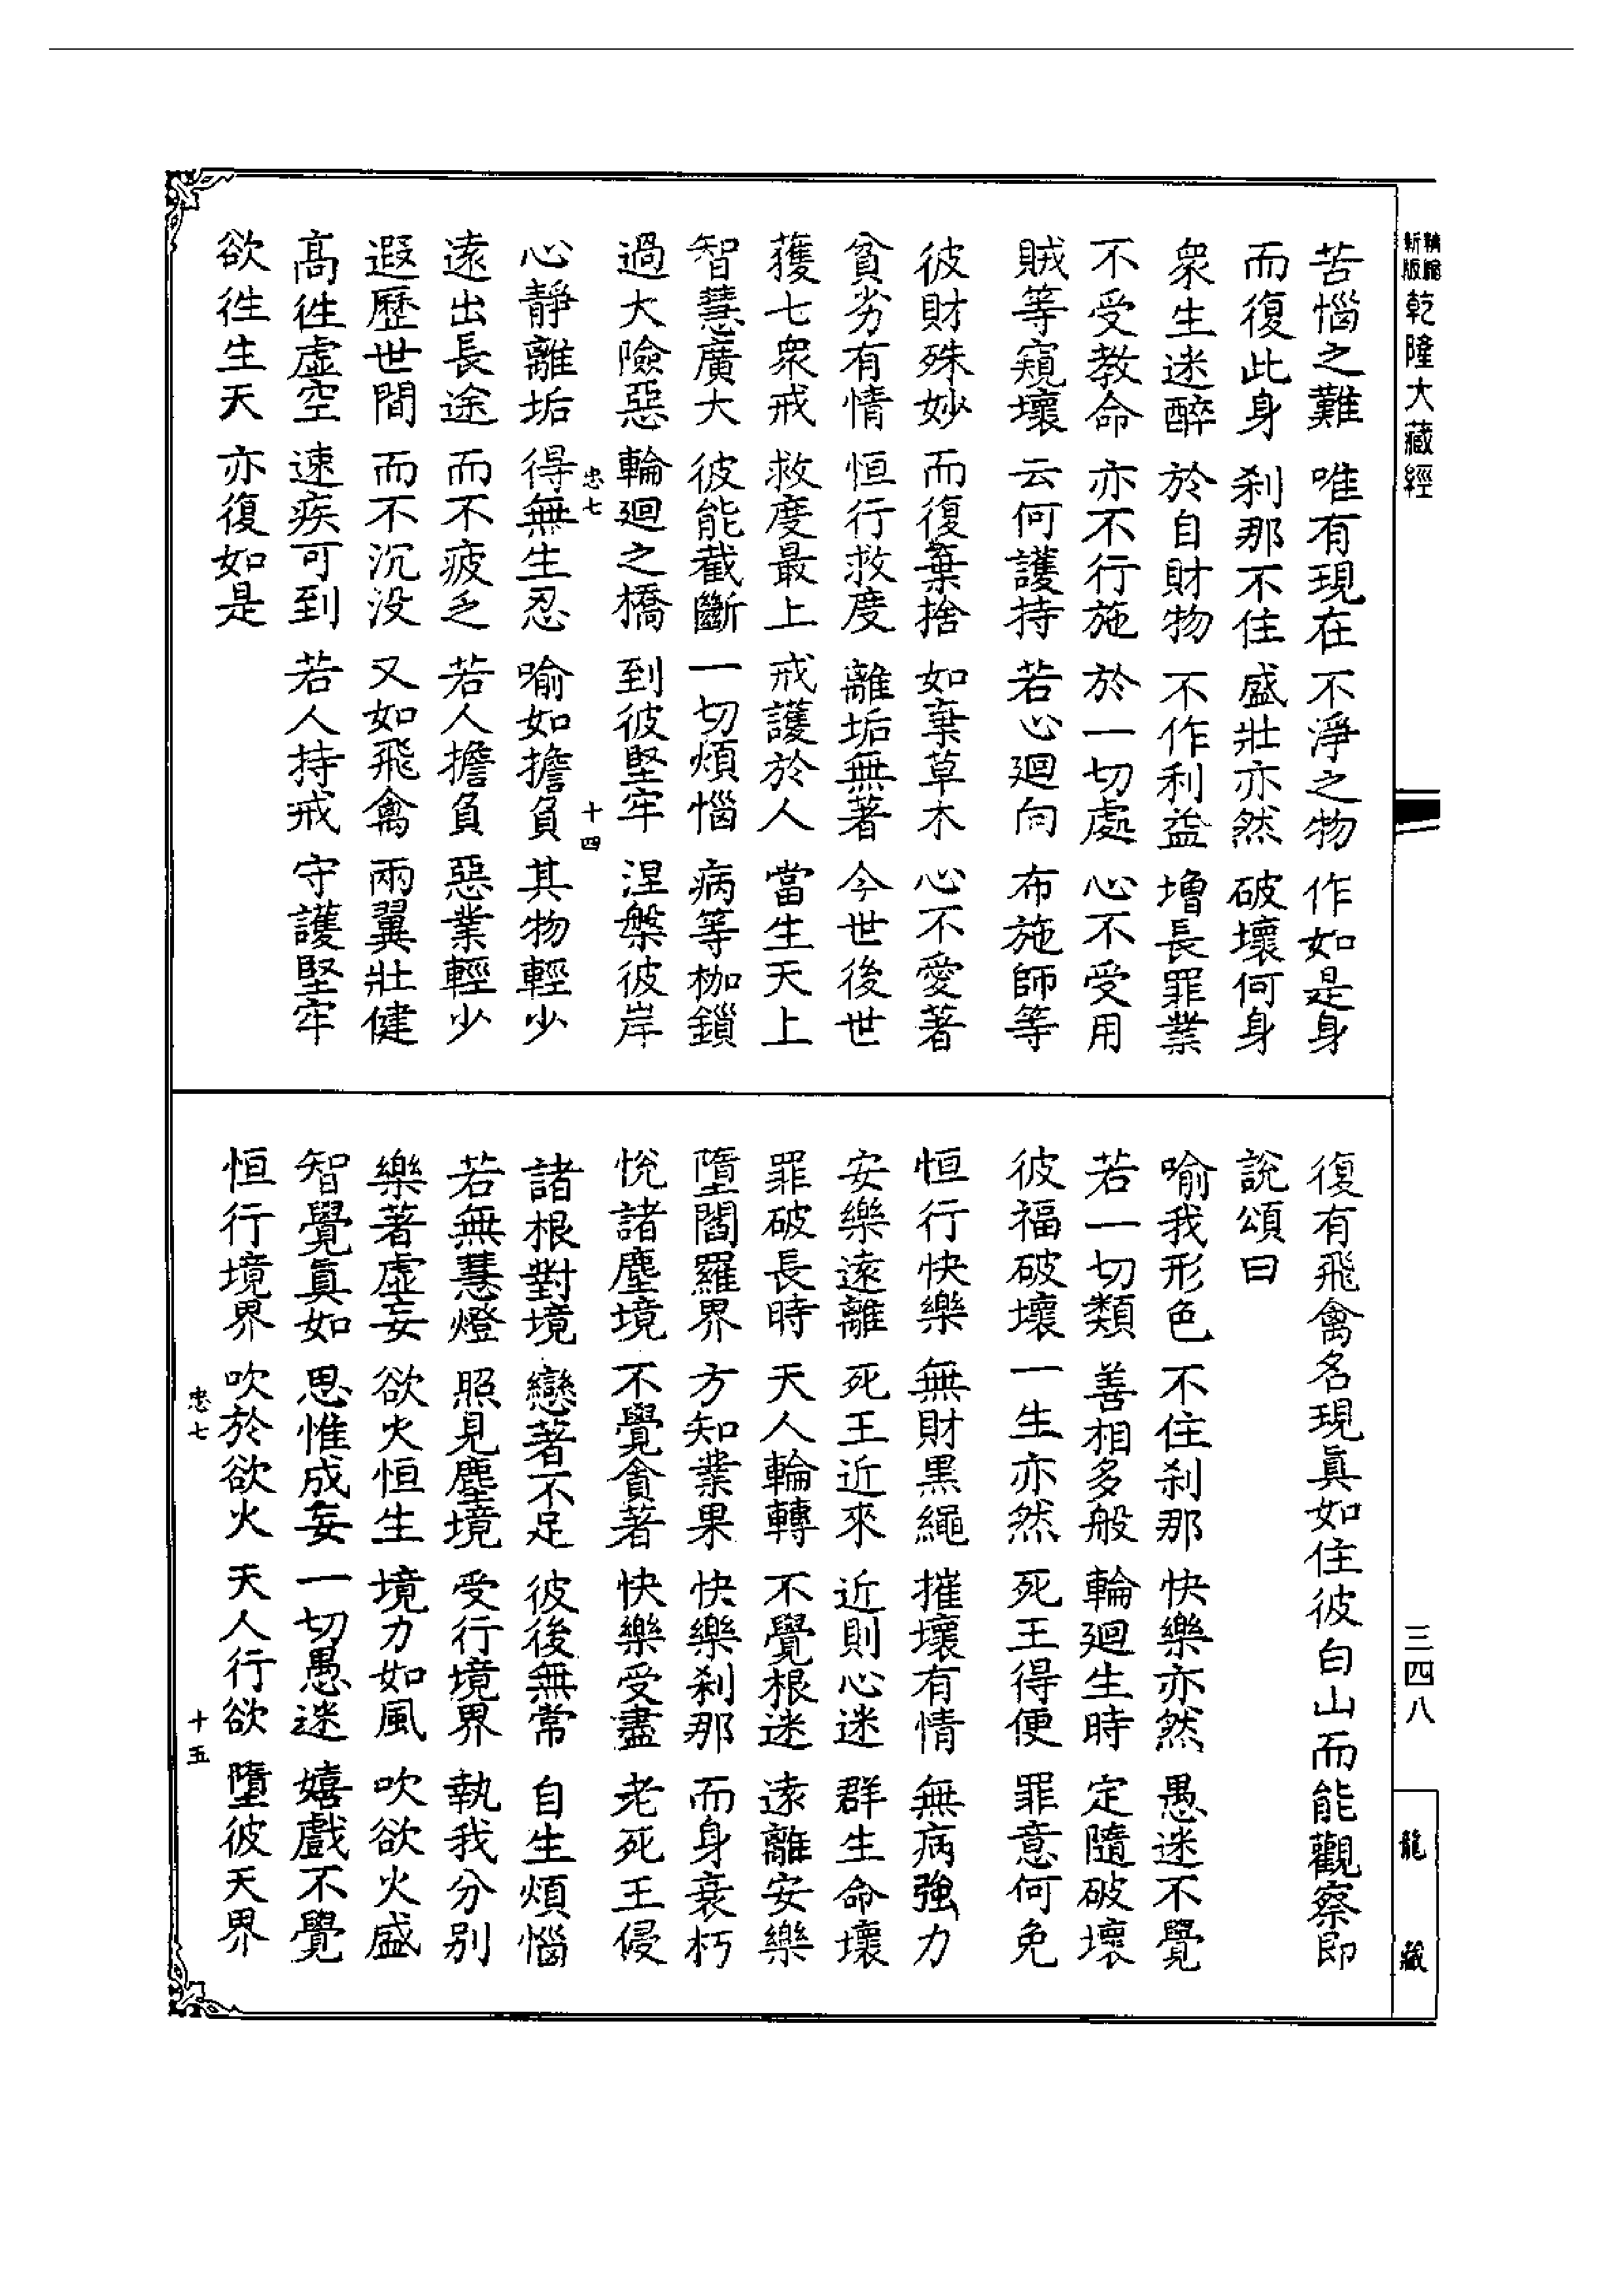 精縮新版 乾隆大藏經
苦惱之難 唯有現在 不淨之物 作如是身
而復此身 刹那不住 盛壯亦然 破壞何身
衆生迷醉 於自財物 不作利益 增長罪業
不受教命 亦不行施 於一切處 心不受用
賊等窺壞 云何護持 若心迴向 布施師等
彼財殊妙 而復棄捨 如棄草木 心不愛著
貧劣有情 恒行救度 離垢無著 今世後世
獲七衆戒 救度最上 戒護於人 當生天上
智慧廣大 彼能截斷 一切煩惱 病等枷鎖
過大險惡 輪廻之橋 到彼堅牢 涅槃彼岸
忠七 十四
心靜離垢 得無生忍 喻如擔負 其物輕少
遠出長途 而不疲乏 若人擔負 惡業輕少
遐歷世間 而不沉没 又如飛禽 兩翼壯健
髙徃虛空 速疾可到 若人持戒 守護堅牢
欲徃生天 亦復如是
復有飛禽名現眞如住彼白山而能觀察即
說頌曰
喻我形色 不住刹那 快樂亦然 愚迷不覺
若一切類 善相多般 輪廻生時 定隨破壞
彼福破壞 一生亦然 死王得便 罪意何免
恒行快樂 無財黒繩 摧壞有情 無病強力
安樂遠離 死王近來 近則心迷 群生命壞
罪破長時 天人輪轉 不覺根迷 遠離安樂
墮閻羅界 方知業果 快樂刹那 而身衰朽
悅諸塵境 不覺貪著 快樂受盡 老死王侵
諸根對境 戀著不足 彼後無常 自生煩惱
若無慧燈 照見塵境 受行境界 執我分别
樂著虛妄 欲火恒生 境力如風 吹欲火盛
智覺眞如 思惟成妄 一切愚迷 嬉戲不覺
恒行境界 吹於欲火 天人行欲 墮彼天界
忠七 十五
三四八
龍藏